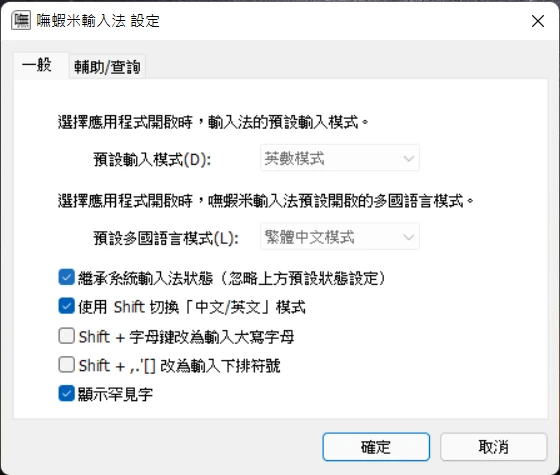 嘸 嘸蝦米輸入法 設定
一般 輔助/查詢
選擇應用程式開啟時，輸入法的預設輸入模式。
預設輸入模式(D): 英數模式
選擇應用程式開啟時，嘸蝦米輸入法預設開啟的多國語言模式。
預設多國語言模式(L): 繁體中文模式
繼承系統輸入法狀態（忽略上方預設狀態設定）
使用 Shift 切換「中文/英文」模式
Shift + 字母鍵改為輸入大寫字母
Shift + ,.'[] 改為輸入下排符號
顯示罕見字
確定 取消